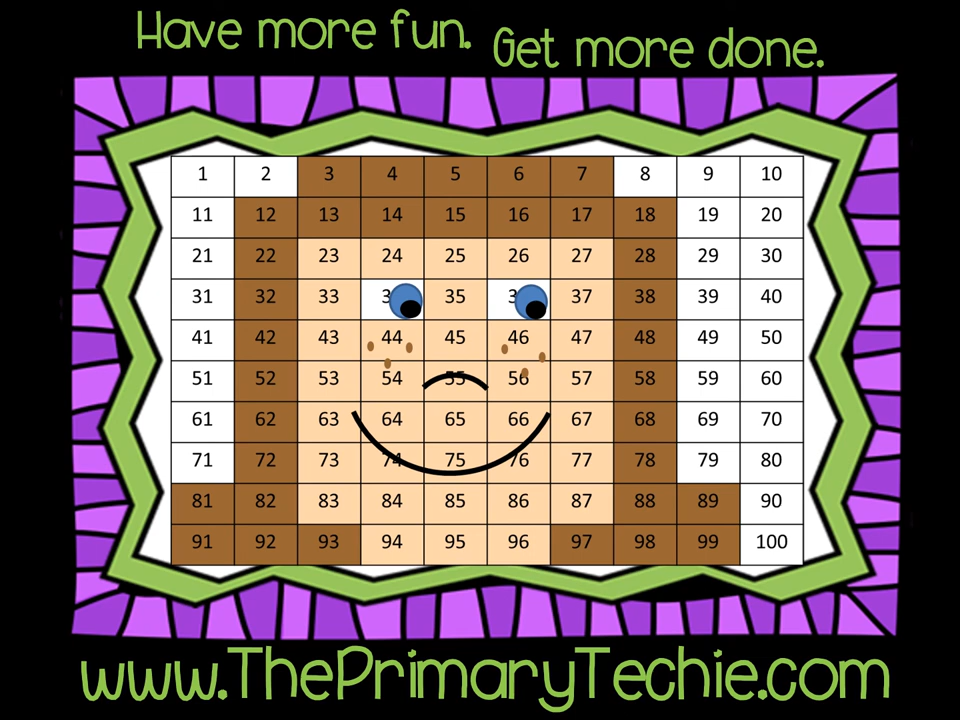 Have more fun. Get more done.
1 2 3 4 5 6 7 8 9 10
11 12 13 14 15 16 17 18 19 20
21 22 23 24 25 26 27 28 29 30
31 32 33 3 35 3 37 38 39 40
41 42 43 44 45 46 47 48 49 50
51 52 53 54 55 56 57 58 59 60
61 62 63 64 65 66 67 68 69 70
71 72 73 74 75 76 77 78 79 80
81 82 83 84 85 86 87 88 89 90
91 92 93 94 95 96 97 98 99 100
www.ThePrimaryTechie.com